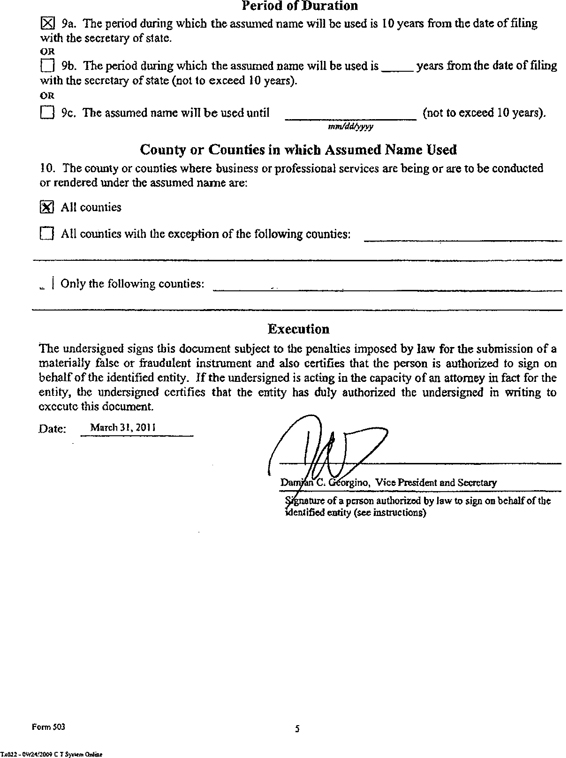 Period of Duration
☒ 9a. The period during which the assumed name will be used is 10 years from the date of filing
with the secretary of state.
OR
☐ 9b. The period during which the assumed name will be used is _____ years from the date of filing
with the secretary of state (not to exceed 10 years).
OR
☐ 9c. The assumed name will be used until ____________________ (not to exceed 10 years).
mm/dd/yyyy
County or Counties in which Assumed Name Used
10. The county or counties where business or professional services are being or are to be conducted
or rendered under the assumed name are:
☒ All counties
☐ All counties with the exception of the following counties: ____________________
Only the following counties: ____________________
Execution
The undersigned signs this document subject to the penalties imposed by law for the submission of a
materially false or fraudulent instrument and also certifies that the person is authorized to sign on
behalf of the identified entity. If the undersigned is acting in the capacity of an attorney in fact for the
entity, the undersigned certifies that the entity has duly authorized the undersigned in writing to
execute this document.
Date: March 31, 2011
Damian C. Georgino, Vice President and Secretary
Signature of a person authorized by law to sign on behalf of the
identified entity (see instructions)
Form 503
5
Tx022 - 09/24/2009 C T System Online